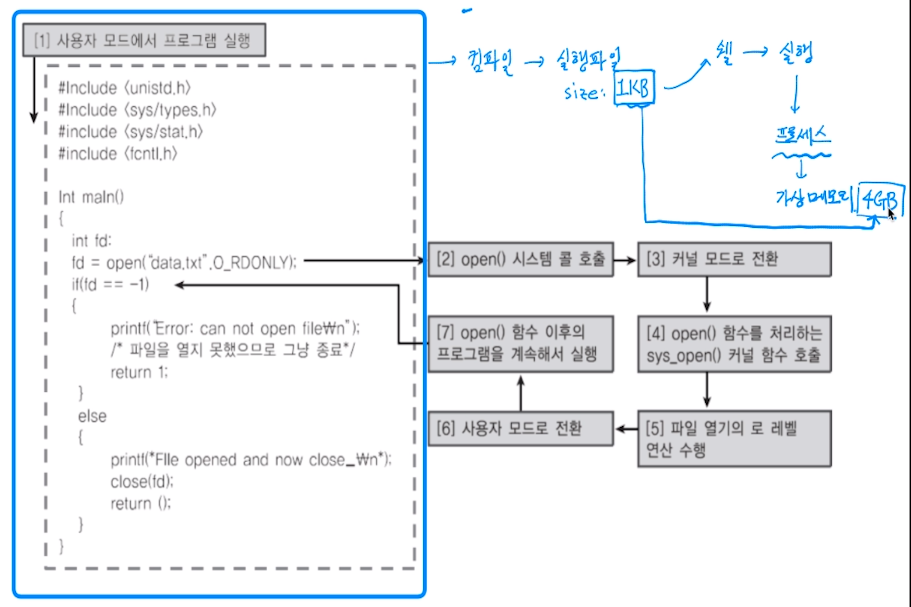 [1] 사용자 모드에서 프로그램 실행
#Include <unistd.h>
#Include <sys/types.h>
#include <sys/stat.h>
#include <fcntl.h>
Int maIn()
{
int fd:
fd = open("data,txt",O_RDONLY);
if(fd == -1)
{
printf("Error: can not open file₩n");
/* 파일을 열지 못했으므로 그냥 종료*/
return 1;
}
else
{
printf("FIle opened and now close_₩n");
close(fd);
return ();
}
}
→ 컴파일 → 실행파일
size: 1KB
쉘 → 실행
프로세스
가상메모리 4GB
[2] open() 시스템 콜 호출
[3] 커널 모드로 전환
[4] open() 함수를 처리하는
sys_open() 커널 함수 호출
[5] 파일 열기의 로 레벨
연산 수행
[6] 사용자 모드로 전환
[7] open() 함수 이후의
프로그램을 계속해서 실행